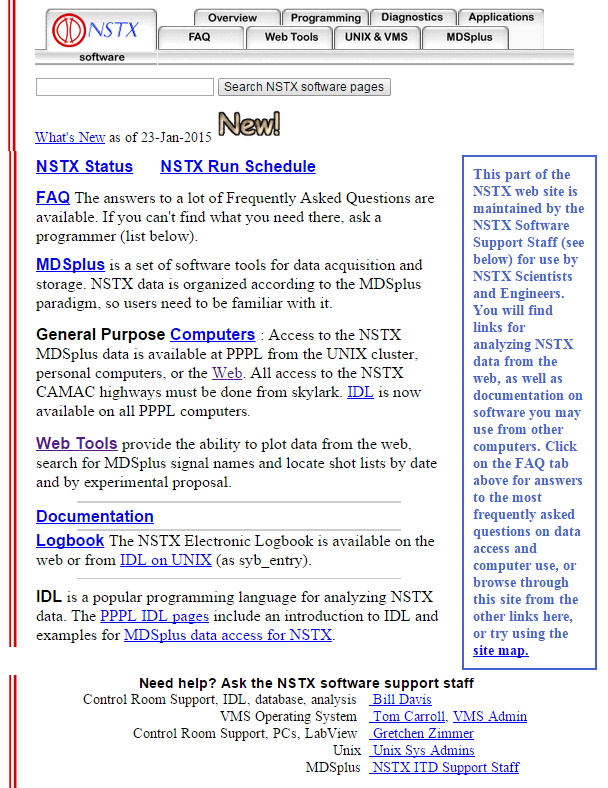 NSTX
software
Overview Programming Diagnostics Applications
FAQ Web Tools UNIX & VMS MDSplus
Search NSTX software pages
What's New as of 23-Jan-2015 New!
NSTX Status NSTX Run Schedule
FAQ The answers to a lot of Frequently Asked Questions are
available. If you can't find what you need there, ask a
programmer (list below).
MDSplus is a set of software tools for data acquisition and
storage. NSTX data is organized according to the MDSplus
paradigm, so users need to be familiar with it.
General Purpose Computers : Access to the NSTX
MDSplus data is available at PPPL from the UNIX cluster,
personal computers, or the Web. All access to the NSTX
CAMAC highways must be done from skylark. IDL is now
available on all PPPL computers.
Web Tools provide the ability to plot data from the web,
search for MDSplus signal names and locate shot lists by date
and by experimental proposal.
Documentation
Logbook The NSTX Electronic Logbook is available on the
web or from IDL on UNIX (as syb_entry).
IDL is a popular programming language for analyzing NSTX
data. The PPPL IDL pages include an introduction to IDL and
examples for MDSplus data access for NSTX.
This part of the
NSTX web site is
maintained by the
NSTX Software
Support Staff (see
below) for use by
NSTX Scientists
and Engineers.
You will find
links for
analyzing NSTX
data from the
web, as well as
documentation on
software you may
use from other
computers. Click
on the FAQ tab
above for answers
to the most
frequently asked
questions on data
access and
computer use, or
browse through
this site from the
other links here,
or try using the
site map.
Need help? Ask the NSTX software support staff
Control Room Support, IDL, database, analysis Bill Davis
VMS Operating System Tom Carroll, VMS Admin
Control Room Support, PCs, LabView Gretchen Zimmer
Unix Unix Sys Admins
MDSplus NSTX ITD Support Staff